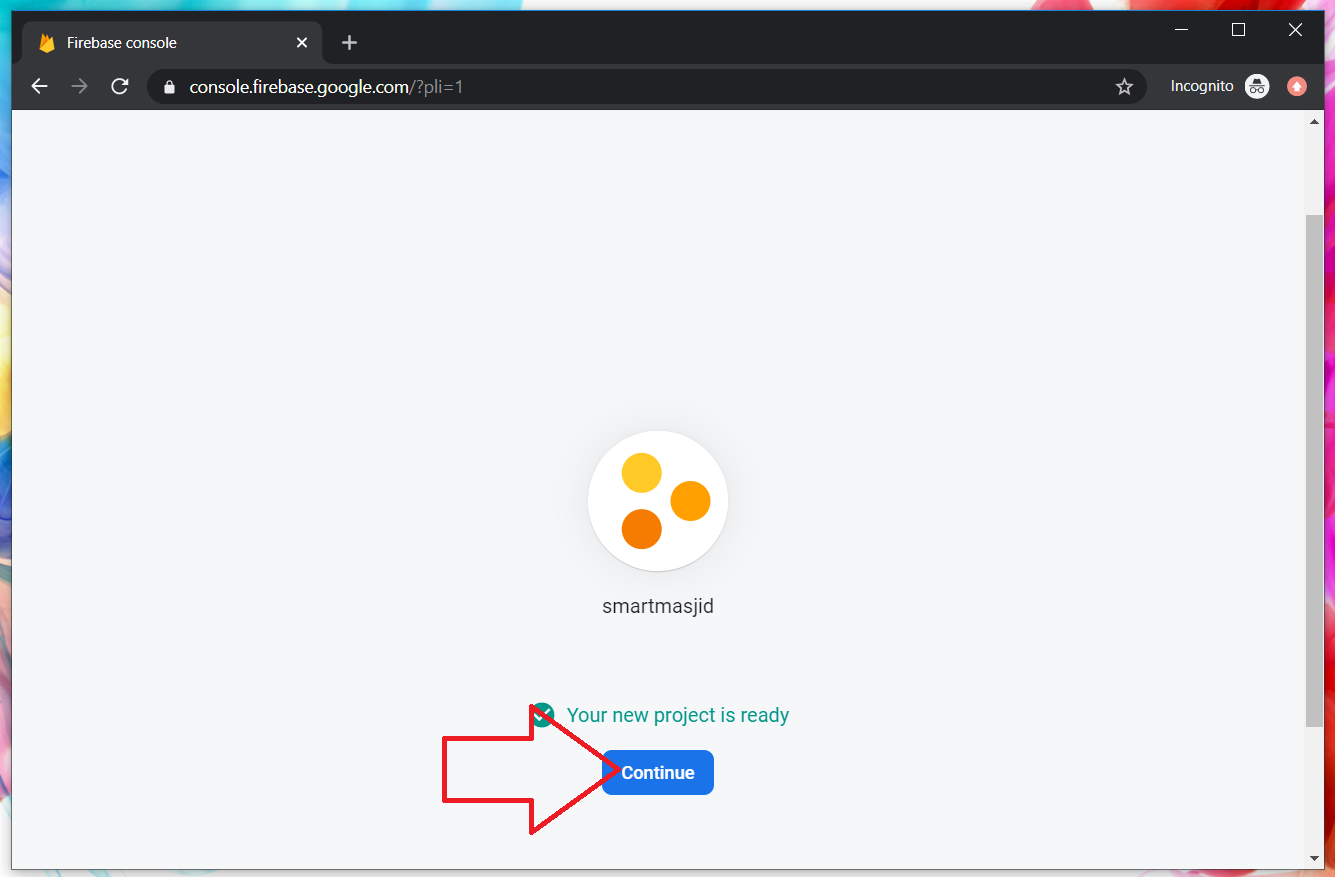 Firebase console
console.firebase.google.com/?pli=1
Incognito
smartmasjid
Your new project is ready
Continue